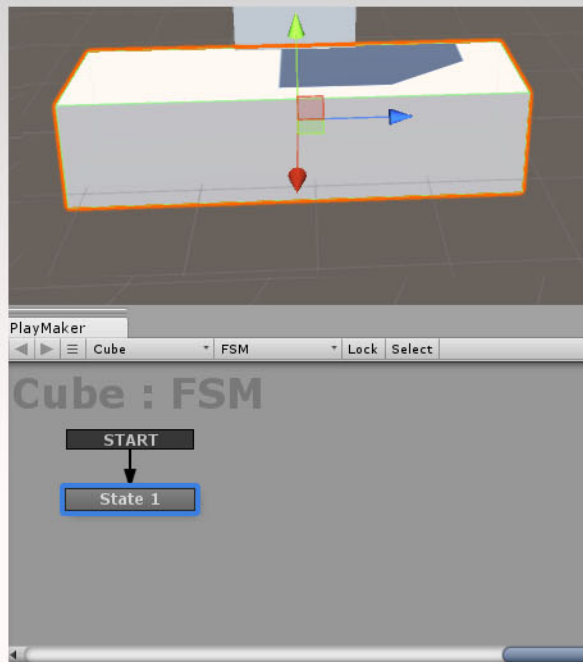 PlayMaker
Cube FSM Lock Select
Cube : FSM
START
State 1